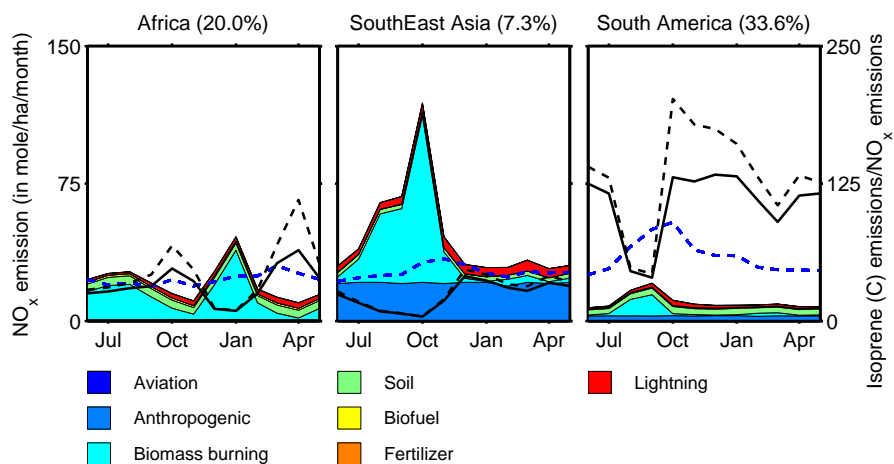 Africa (20.0%)
SouthEast Asia (7.3%)
South America (33.6%)
150
75
0
NOx emission (in mole/ha/month)
250
125
0
Isoprene (C) emissions/NOx emissions
Jul Oct Jan Apr
Jul Oct Jan Apr
Jul Oct Jan Apr
Aviation
Anthropogenic
Biomass burning
Soil
Biofuel
Fertilizer
Lightning